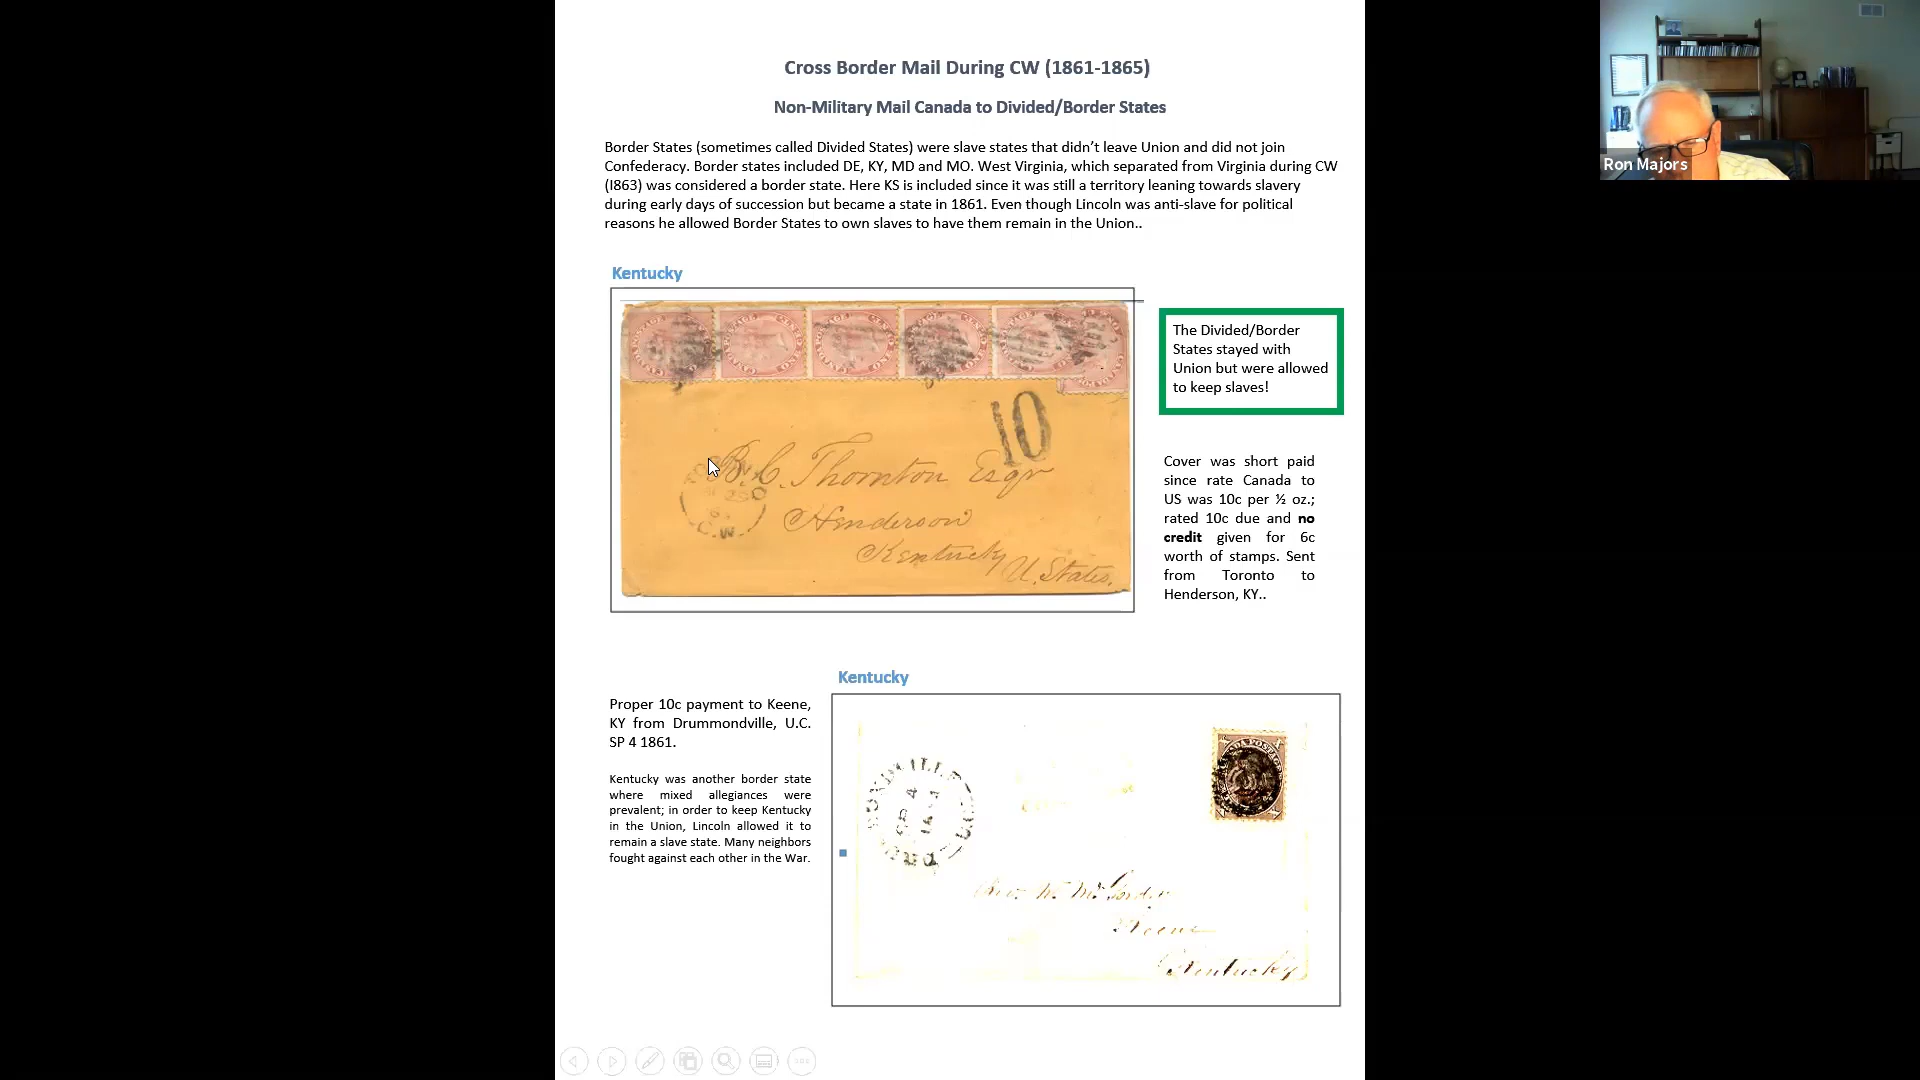 Cross Border Mail During CW (1861-1865)
Non-Military Mail Canada to Divided/Border States
Border States (sometimes called Divided States) were slave states that didn't leave Union and did not join
Confederacy. Border states included DE, KY, MD and MO. West Virginia, which separated from Virginia during CW
(I863) was considered a border state. Here KS is included since it was still a territory leaning towards slavery
during early days of succession but became a state in 1861. Even though Lincoln was anti-slave for political
reasons he allowed Border States to own slaves to have them remain in the Union..
Ron Majors
Kentucky
10
B. C. Thornton Esqr
Henderson
Kentucky
U. States.
C.W.
The Divided/Border
States stayed with
Union but were allowed
to keep slaves!
Cover was short paid
since rate Canada to
US was 10c per ½ oz.;
rated 10c due and no
credit given for 6c
worth of stamps. Sent
from Toronto to
Henderson, KY..
Proper 10c payment to Keene,
KY from Drummondville, U.C.
SP 4 1861.
Kentucky was another border state
where mixed allegiances were
prevalent; in order to keep Kentucky
in the Union, Lincoln allowed it to
remain a slave state. Many neighbors
fought against each other in the War.
Kentucky
Keene
Kentucky